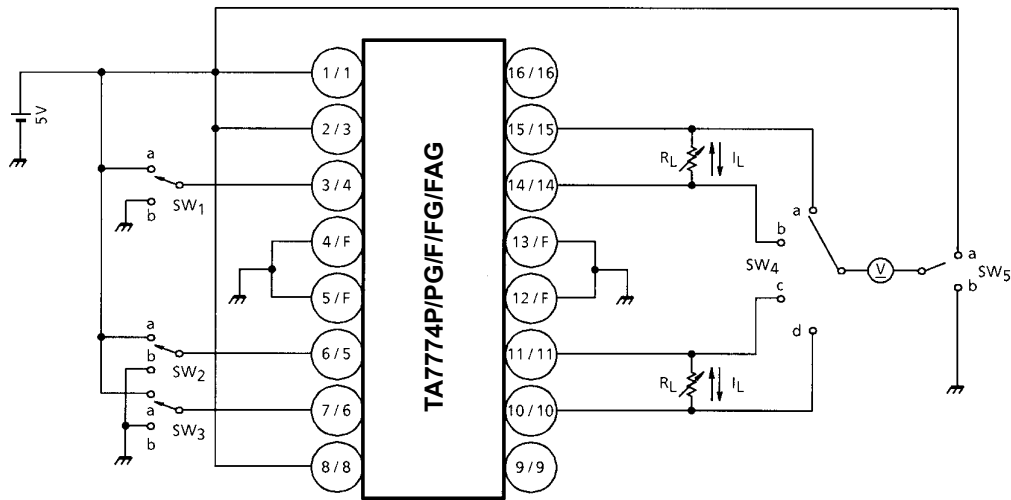 5V
a
b
SW1
a
b
SW2
a
b
SW3
1 / 1
2 / 3
3 / 4
4 / F
5 / F
6 / 5
7 / 6
8 / 8
TA7774P/PG/F/FG/FAG
16 / 16
15 / 15
14 / 14
13 / F
12 / F
11 / 11
10 / 10
9 / 9
RL
IL
RL
IL
a
b
SW4
c
d
V
a
SW5
b